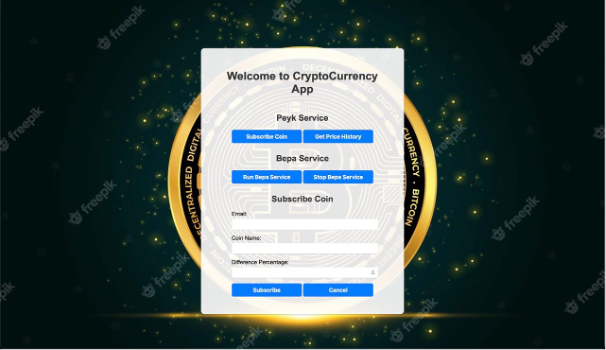 Welcome to CryptoCurrency
App
Peyk Service
Subscribe Coin
Get Price History
Bepa Service
Run Bepa Service
Stop Bepa Service
Subscribe Coin
Email:
Coin Name:
Difference Percentage:
Subscribe
Cancel
DECENTRALIZED DIGITAL
CURRENCY · BITCOIN
freepik
freepik
freepik
freepik
freepik
freepik